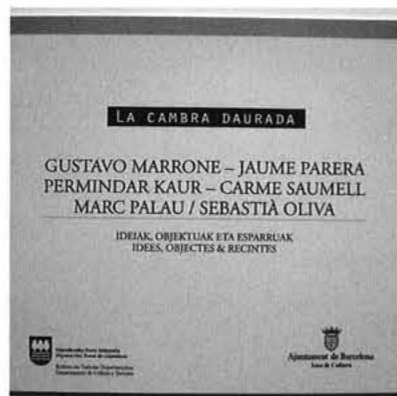 LA CAMBRA DAURADA
GUSTAVO MARRONE – JAUME PARERA
PERMINDAR KAUR – CARME SAUMELL
MARC PALAU / SEBASTIÀ OLIVA
IDEIAK, OBJEKTUAK ETA ESPARRUAK
IDEES, OBJECTES & RECINTES
Ajuntament de Barcelona